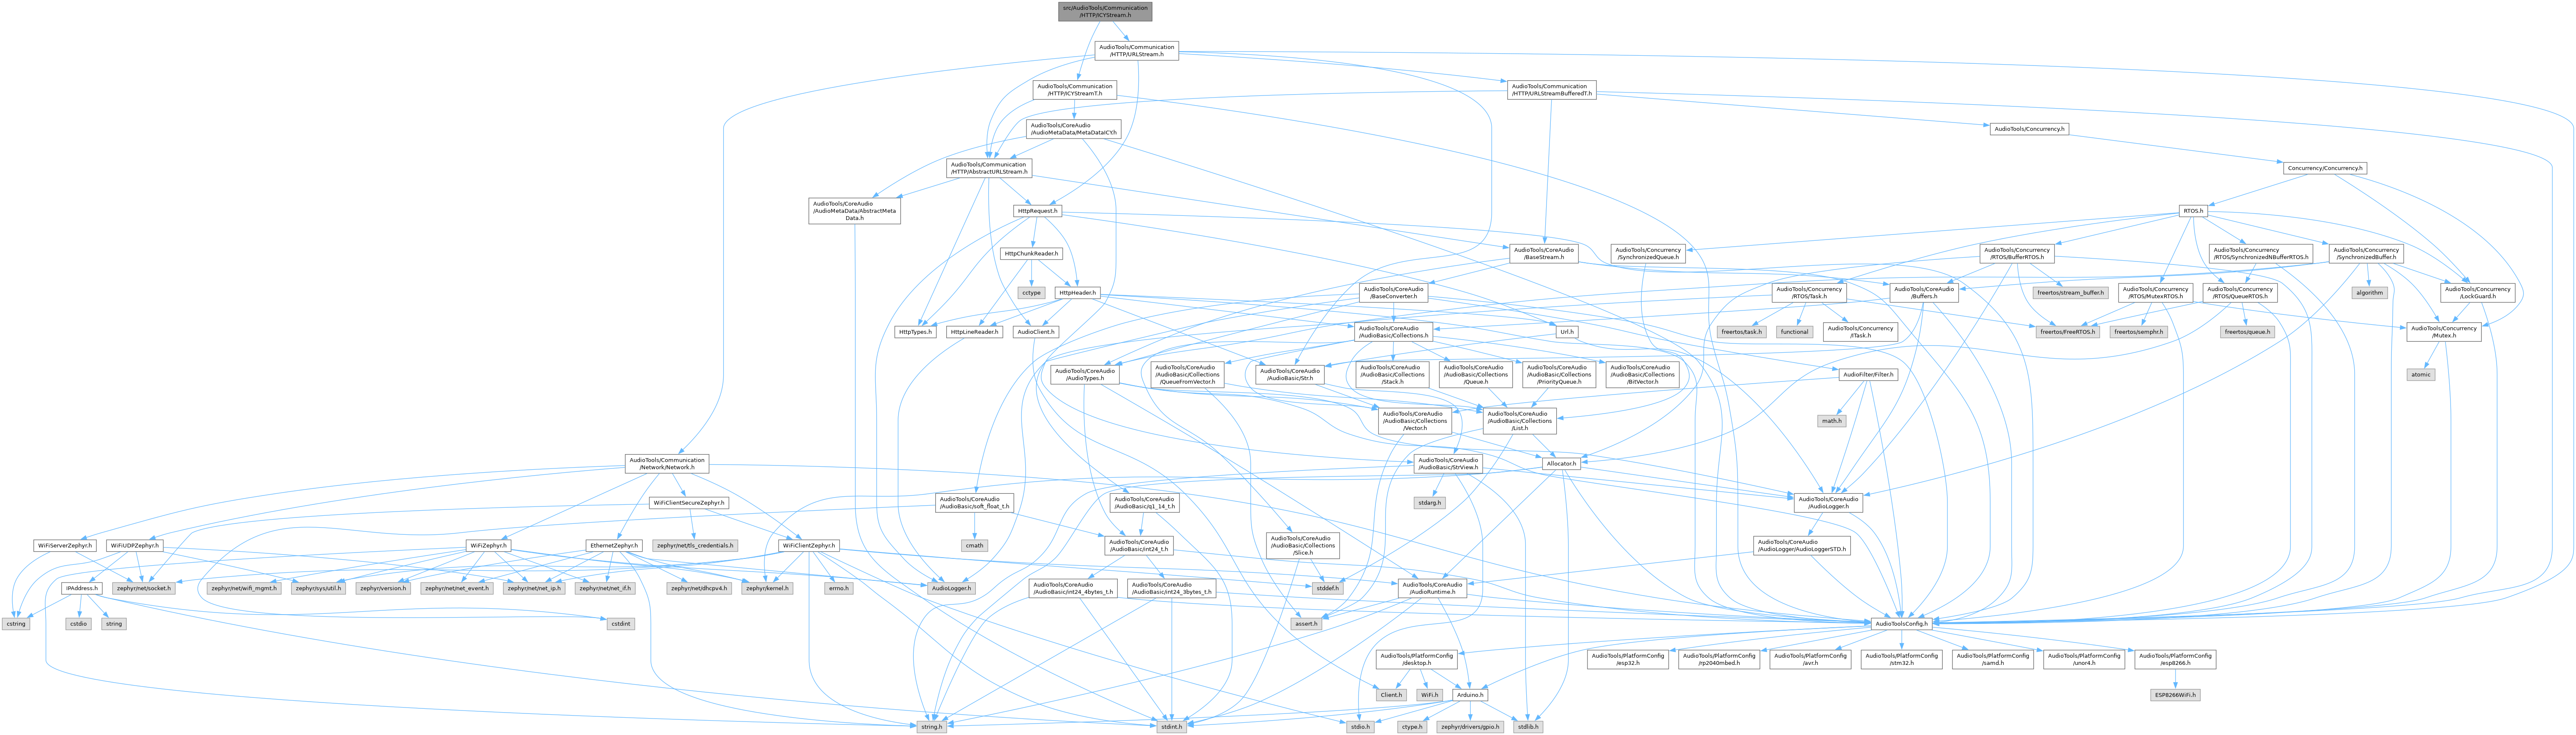 src/AudioTools/Communication
/HTTP/ICYStream.h
AudioTools/Communication
/HTTP/URLStream.h
AudioTools/Communication
/HTTP/ICYStreamT.h
AudioTools/Communication
/HTTP/URLStreamBufferedT.h
AudioTools/CoreAudio
/AudioMetaData/MetaDataICY.h
AudioTools/Concurrency.h
AudioTools/Communication
/HTTP/AbstractURLStream.h
Concurrency/Concurrency.h
AudioTools/CoreAudio
/AudioMetaData/AbstractMeta
Data.h
HttpRequest.h
RTOS.h
HttpChunkReader.h
AudioTools/CoreAudio
/BaseStream.h
AudioTools/Concurrency
/SynchronizedQueue.h
AudioTools/Concurrency
/RTOS/BufferRTOS.h
AudioTools/Concurrency
/RTOS/SynchronizedNBufferRTOS.h
AudioTools/Concurrency
/SynchronizedBuffer.h
cctype
HttpHeader.h
AudioTools/CoreAudio
/BaseConverter.h
AudioTools/Concurrency
/RTOS/Task.h
AudioTools/CoreAudio
/Buffers.h
freertos/stream_buffer.h
AudioTools/Concurrency
/RTOS/MutexRTOS.h
AudioTools/Concurrency
/RTOS/QueueRTOS.h
algorithm
AudioTools/Concurrency
/LockGuard.h
HttpTypes.h
HttpLineReader.h
AudioClient.h
AudioTools/CoreAudio
/AudioBasic/Collections.h
Url.h
freertos/task.h
functional
AudioTools/Concurrency
/ITask.h
freertos/FreeRTOS.h
freertos/semphr.h
freertos/queue.h
AudioTools/Concurrency
/Mutex.h
AudioTools/CoreAudio
/AudioTypes.h
AudioTools/CoreAudio
/AudioBasic/Collections
/QueueFromVector.h
AudioTools/CoreAudio
/AudioBasic/Str.h
AudioTools/CoreAudio
/AudioBasic/Collections
/Stack.h
AudioTools/CoreAudio
/AudioBasic/Collections
/Queue.h
AudioTools/CoreAudio
/AudioBasic/Collections
/PriorityQueue.h
AudioTools/CoreAudio
/AudioBasic/Collections
/BitVector.h
AudioFilter/Filter.h
atomic
AudioTools/CoreAudio
/AudioBasic/Collections
/Vector.h
AudioTools/CoreAudio
/AudioBasic/Collections
/List.h
math.h
AudioTools/Communication
/Network/Network.h
AudioTools/CoreAudio
/AudioBasic/StrView.h
Allocator.h
WiFiClientSecureZephyr.h
AudioTools/CoreAudio
/AudioBasic/soft_float_t.h
AudioTools/CoreAudio
/AudioBasic/q1_14_t.h
stdarg.h
AudioTools/CoreAudio
/AudioLogger.h
WiFiServerZephyr.h
WiFiUDPZephyr.h
WiFiZephyr.h
EthernetZephyr.h
zephyr/net/tls_credentials.h
WiFiClientZephyr.h
cmath
AudioTools/CoreAudio
/AudioBasic/int24_t.h
AudioTools/CoreAudio
/AudioBasic/Collections
/Slice.h
AudioTools/CoreAudio
/AudioLogger/AudioLoggerSTD.h
IPAddress.h
zephyr/net/socket.h
zephyr/net/wifi_mgmt.h
zephyr/sys/util.h
zephyr/version.h
zephyr/net/net_event.h
zephyr/net/net_ip.h
zephyr/net/net_if.h
zephyr/net/dhcpv4.h
zephyr/kernel.h
errno.h
AudioLogger.h
AudioTools/CoreAudio
/AudioBasic/int24_4bytes_t.h
AudioTools/CoreAudio
/AudioBasic/int24_3bytes_t.h
stddef.h
AudioTools/CoreAudio
/AudioRuntime.h
cstring
cstdio
string
cstdint
assert.h
AudioToolsConfig.h
AudioTools/PlatformConfig
/desktop.h
AudioTools/PlatformConfig
/esp32.h
AudioTools/PlatformConfig
/rp2040mbed.h
AudioTools/PlatformConfig
/avr.h
AudioTools/PlatformConfig
/stm32.h
AudioTools/PlatformConfig
/samd.h
AudioTools/PlatformConfig
/unor4.h
AudioTools/PlatformConfig
/esp8266.h
Client.h
WiFi.h
Arduino.h
ESP8266WiFi.h
string.h
stdint.h
stdio.h
ctype.h
zephyr/drivers/gpio.h
stdlib.h